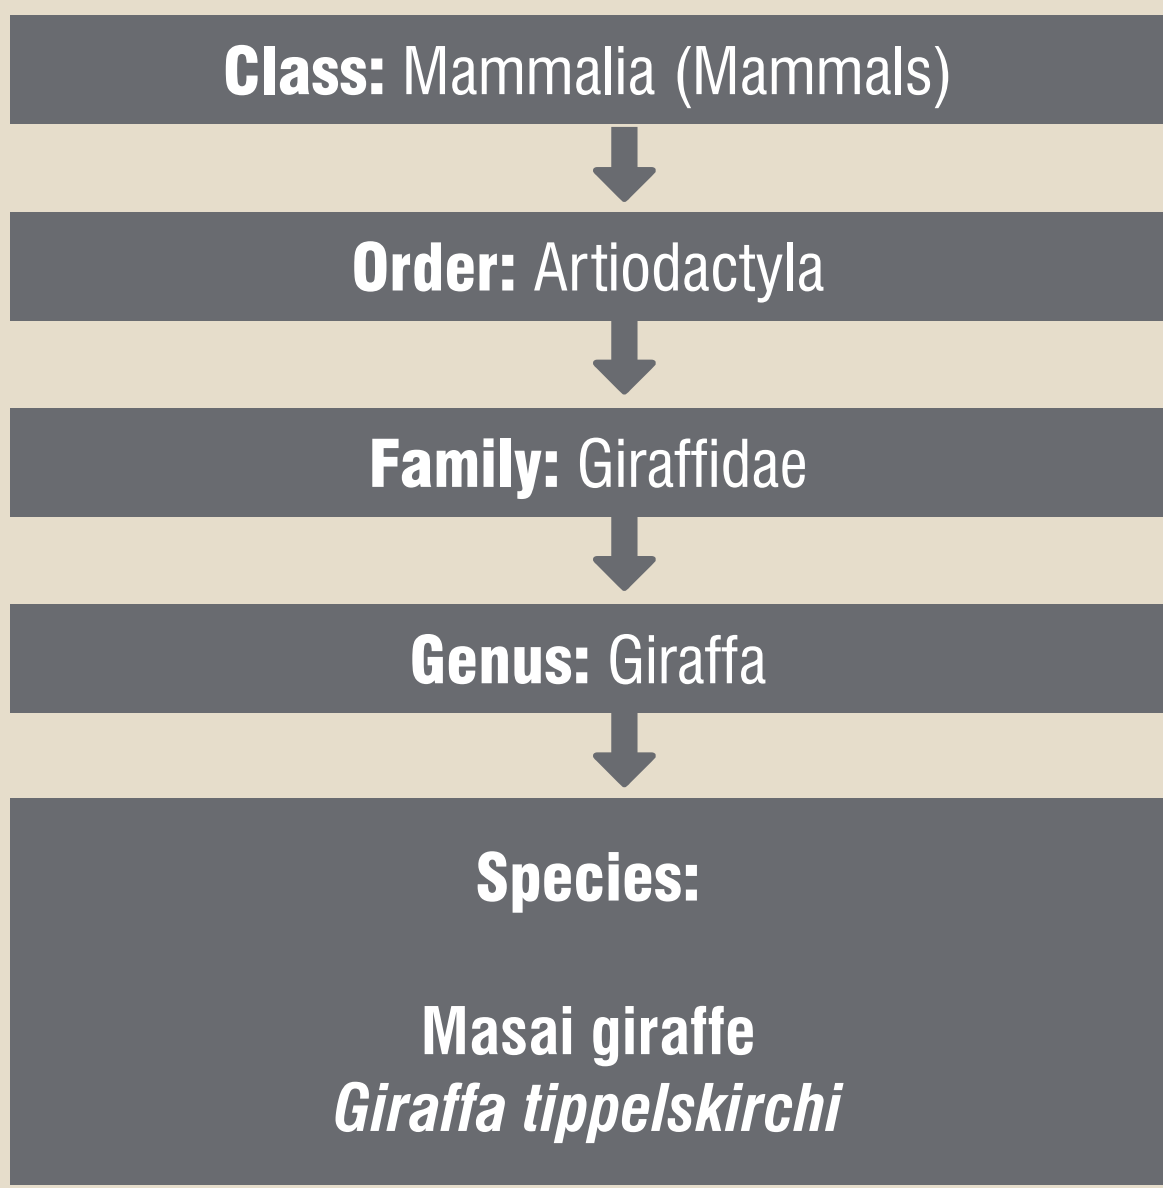 Class: Mammalia (Mammals)
Order: Artiodactyla
Family: Giraffidae
Genus: Giraffa
Species:
Masai giraffe
Giraffa tippelskirchi